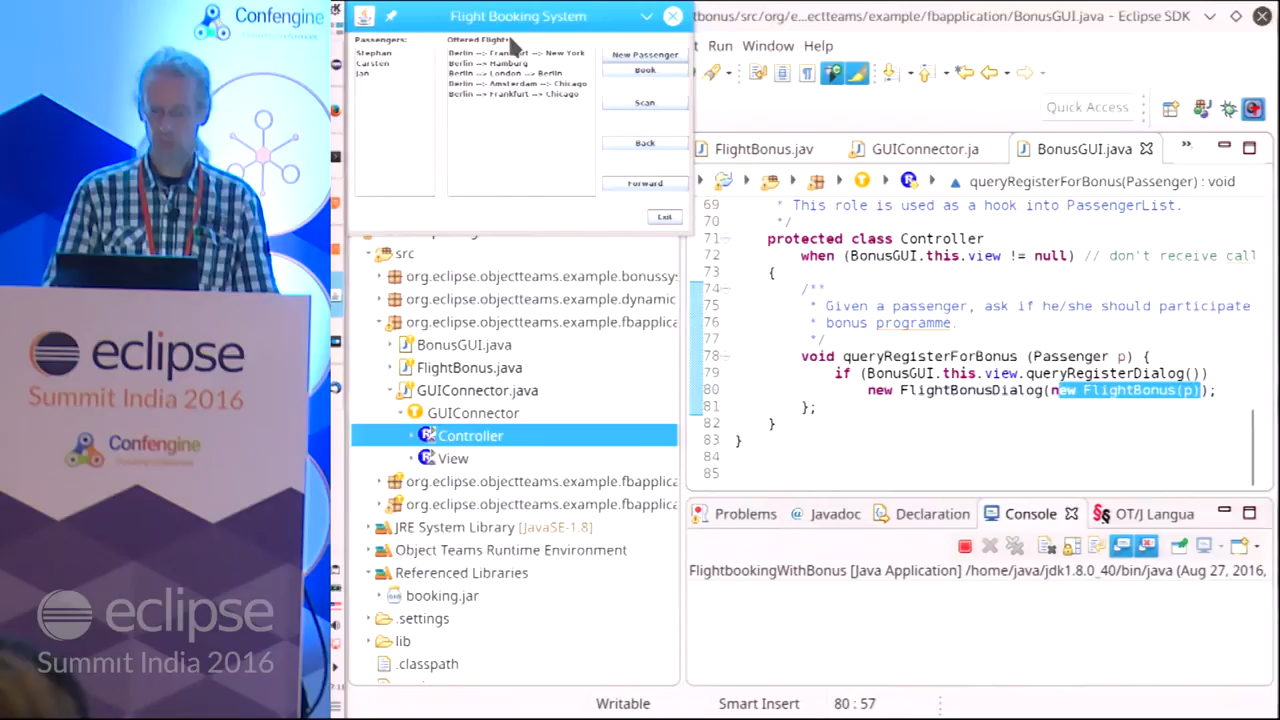 Confengine
eclipse
Summit India 2016
Confengine
eclipse
Summit India 2016
Flight Booking System
Passengers:
Stephan
Carsten
Jan
Offered Flights:
Berlin --> Frankfurt --> New York
Berlin --> Hamburg
Berlin --> London --> Berlin
Berlin --> Amsterdam --> Chicago
Berlin --> Frankfurt --> Chicago
New Passenger
Book
Scan
Back
Forward
Exit
tbonus/src/org/e...ectteams/example/fbapplication/BonusGUI.java - Eclipse SDK
Run Window Help
Quick Access
src
org.eclipse.objectteams.example.bonussy
org.eclipse.objectteams.example.dynamic
org.eclipse.objectteams.example.fbapplica
BonusGUI.java
FlightBonus.java
GUIConnector.java
GUIConnector
Controller
View
org.eclipse.objectteams.example.fbapplica
org.eclipse.objectteams.example.fbapplica
JRE System Library [JavaSE-1.8]
Object Teams Runtime Environment
Referenced Libraries
booking.jar
.settings
lib
.classpath
FlightBonus.jav
GUIConnector.ja
BonusGUI.java
queryRegisterForBonus(Passenger) : void
69 * This role is used as a hook into PassengerList.
70 */
71 protected class Controller
72 when (BonusGUI.this.view != null) // don't receive call
73 {
74 /**
75 * Given a passenger, ask if he/she should participate
76 * bonus programme.
77 */
78 void queryRegisterForBonus (Passenger p) {
79 if (BonusGUI.this.view.queryRegisterDialog())
80 new FlightBonusDialog(new FlightBonus(p));
81 };
82 }
83 }
84
85
Problems
@ Javadoc
Declaration
Console
OT/J Langua
FlightbookingWithBonus [Java Application] /home/java/jdk1.8.0_40/bin/java (Aug 27, 2016,
Writable
Smart Insert
80 : 57